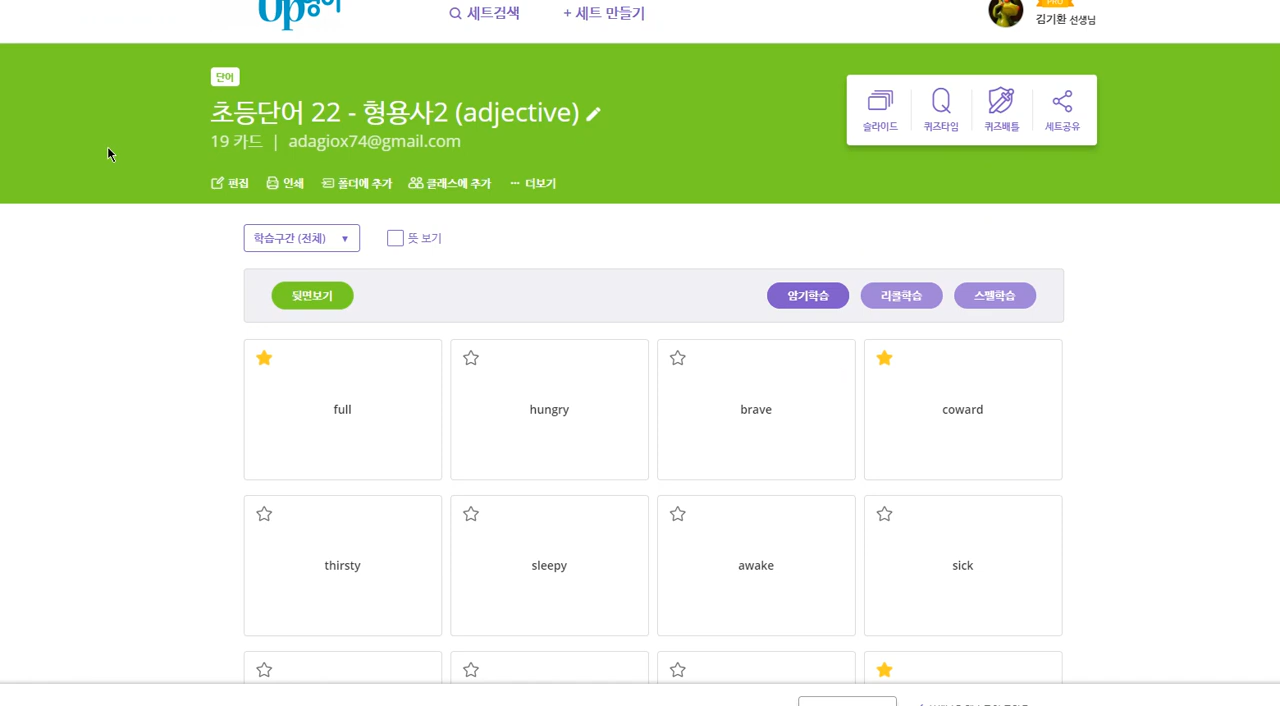 세트검색
+ 세트 만들기
PRO
김기환 선생님
단어
초등단어 22 - 형용사2 (adjective)
19 카드 | adagiox74@gmail.com
슬라이드
퀴즈타임
퀴즈배틀
세트공유
편집
인쇄
폴더에 추가
클래스에 추가
··· 더보기
학습구간 (전체) ▼
뜻 보기
뒷면보기
암기학습
리콜학습
스펠학습
full
hungry
brave
coward
thirsty
sleepy
awake
sick